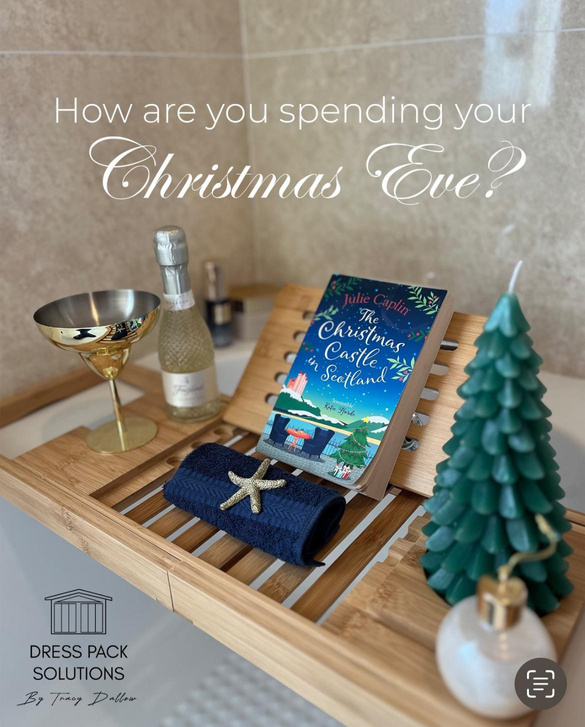 How are you spending your
Christmas Eve?
Julie Caplin
The
Christmas
Castle
in Scotland
DRESS PACK
SOLUTIONS
By Tracy Dallow